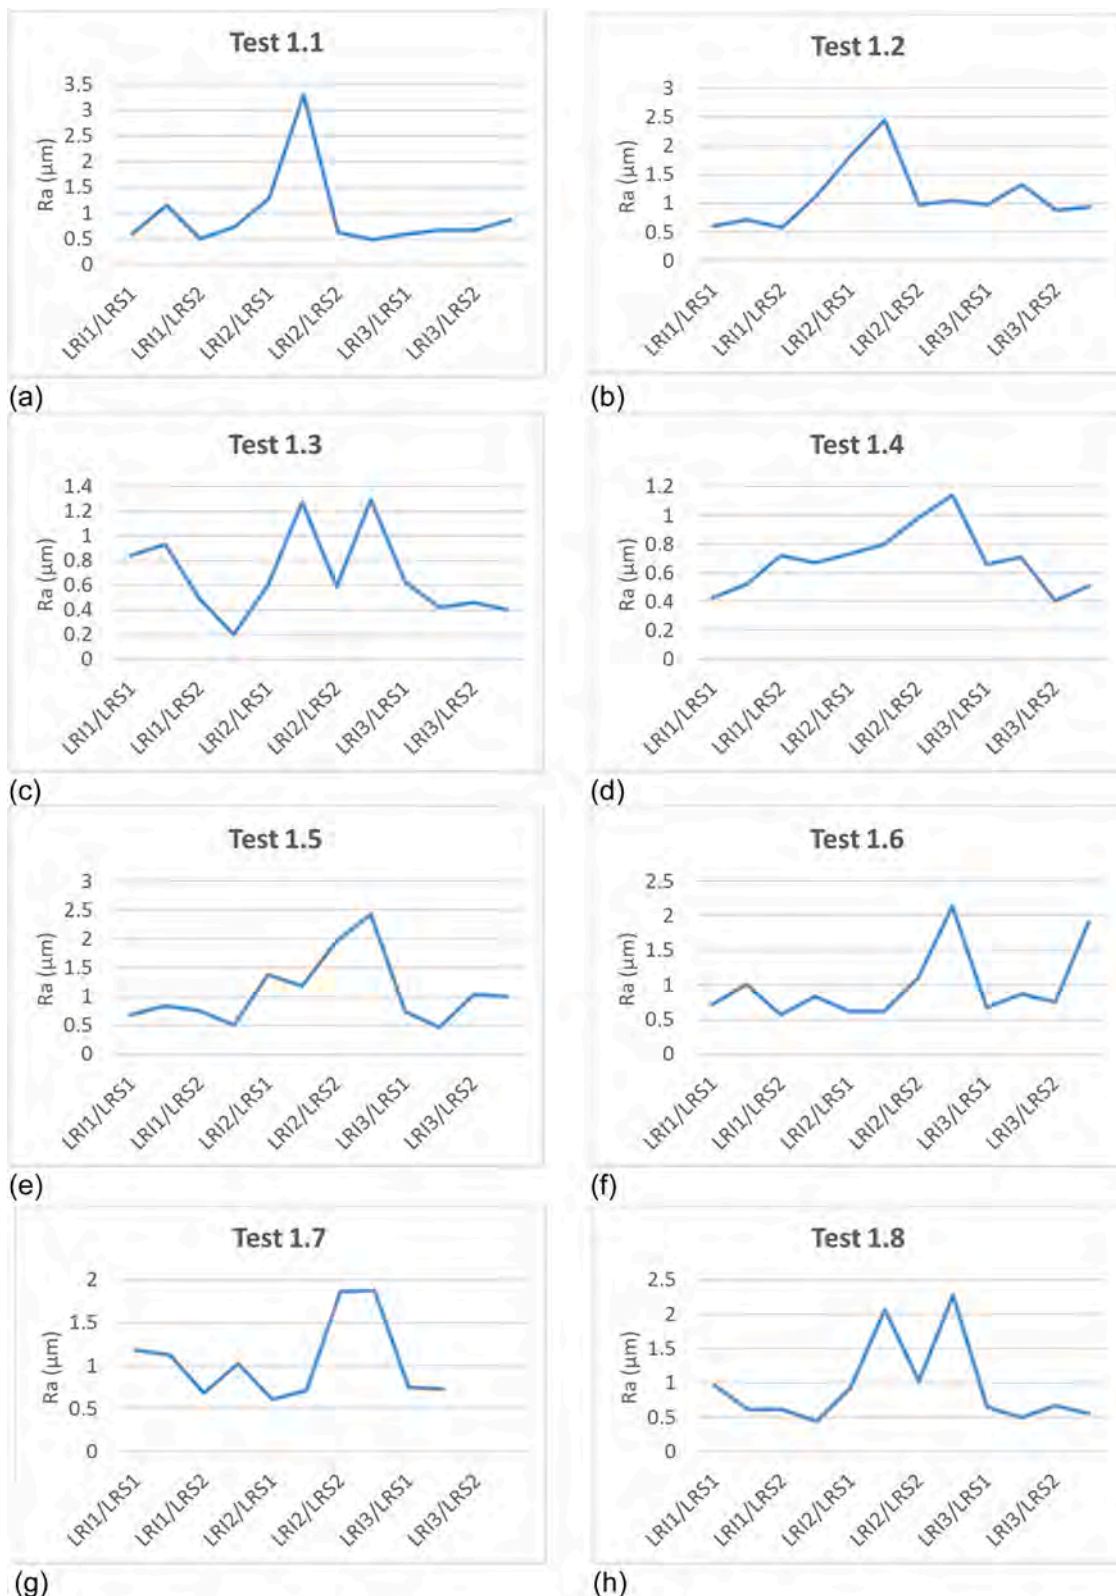 Test 1.1
Ra (µm)
3.5
3
2.5
2
1.5
1
0.5
0
LRI1/LRS1
LRI1/LRS2
LRI2/LRS1
LRI2/LRS2
LRI3/LRS1
LRI3/LRS2
(a)
Test 1.2
Ra (µm)
3
2.5
2
1.5
1
0.5
0
LRI1/LRS1
LRI1/LRS2
LRI2/LRS1
LRI2/LRS2
LRI3/LRS1
LRI3/LRS2
(b)
Test 1.3
Ra (µm)
1.4
1.2
1
0.8
0.6
0.4
0.2
0
LRI1/LRS1
LRI1/LRS2
LRI2/LRS1
LRI2/LRS2
LRI3/LRS1
LRI3/LRS2
(c)
Test 1.4
Ra (µm)
1.2
1
0.8
0.6
0.4
0.2
0
LRI1/LRS1
LRI1/LRS2
LRI2/LRS1
LRI2/LRS2
LRI3/LRS1
LRI3/LRS2
(d)
Test 1.5
Ra (µm)
3
2.5
2
1.5
1
0.5
0
LRI1/LRS1
LRI1/LRS2
LRI2/LRS1
LRI2/LRS2
LRI3/LRS1
LRI3/LRS2
(e)
Test 1.6
Ra (µm)
2.5
2
1.5
1
0.5
0
LRI1/LRS1
LRI1/LRS2
LRI2/LRS1
LRI2/LRS2
LRI3/LRS1
LRI3/LRS2
(f)
Test 1.7
Ra (µm)
2
1.5
1
0.5
0
LRI1/LRS1
LRI1/LRS2
LRI2/LRS1
LRI2/LRS2
LRI3/LRS1
LRI3/LRS2
(g)
Test 1.8
Ra (µm)
2.5
2
1.5
1
0.5
0
LRI1/LRS1
LRI1/LRS2
LRI2/LRS1
LRI2/LRS2
LRI3/LRS1
LRI3/LRS2
(h)